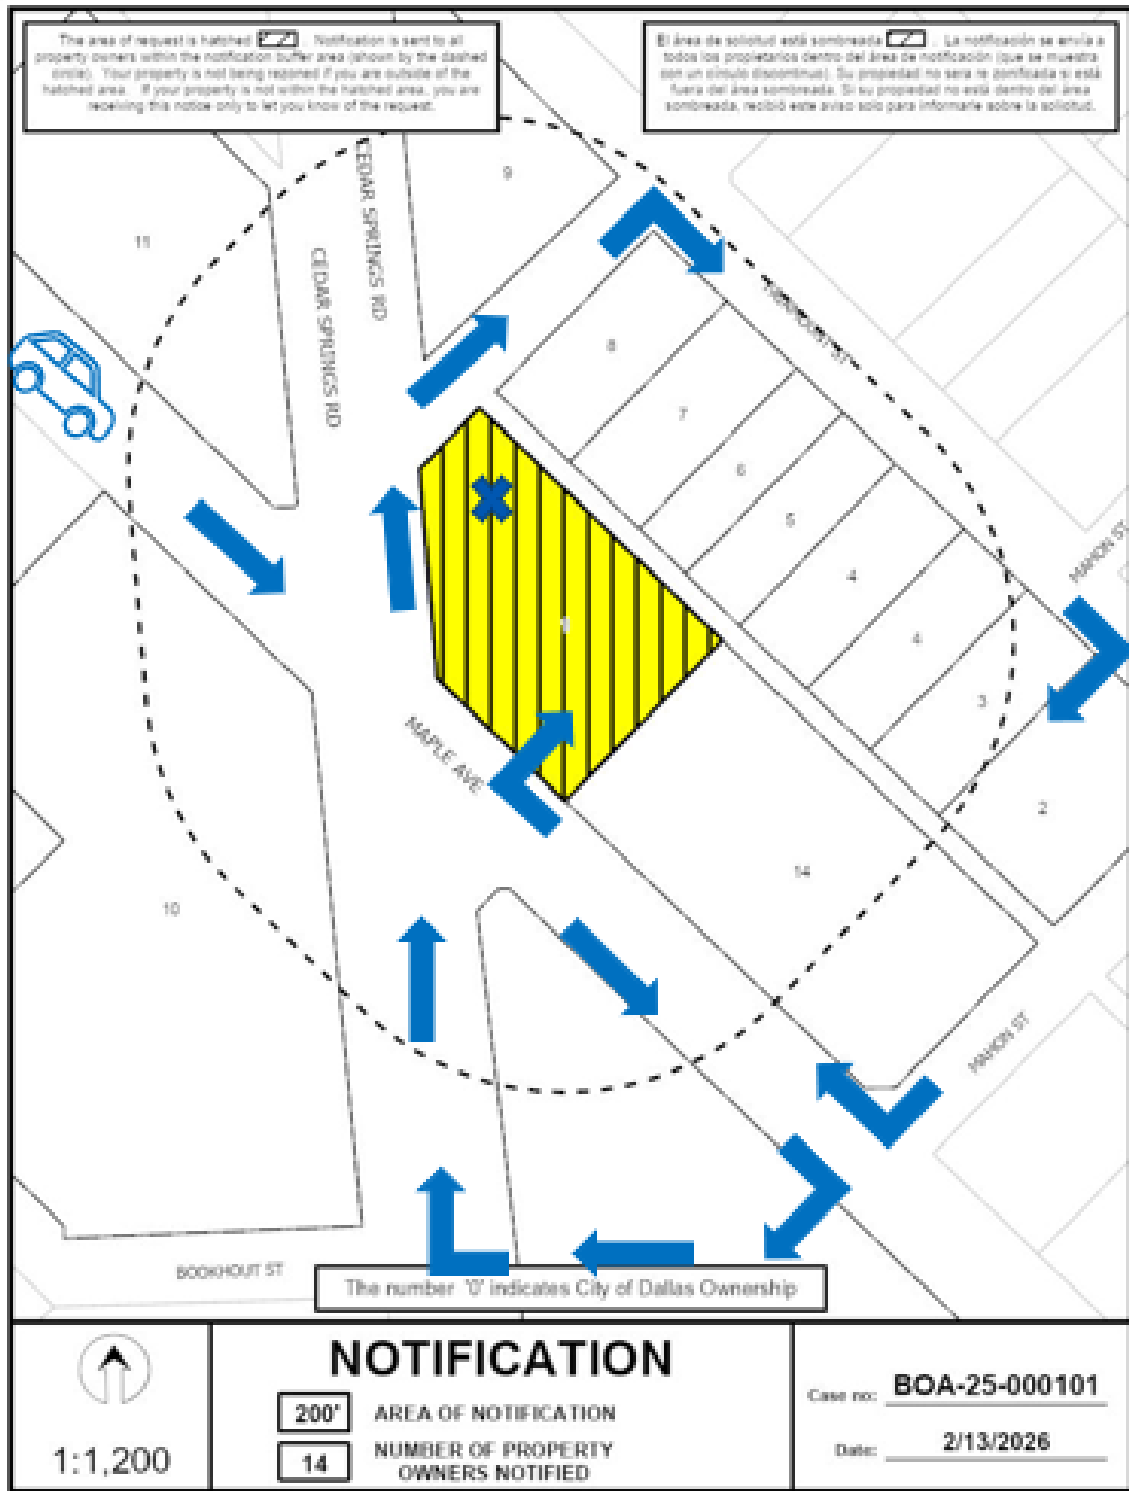 The area of request is hatched . Notification is sent to all
property owners within the notification buffer area (shown by the dashed
circle). Your property is not being rezoned if you are outside of the
hatched area. If your property is not within the hatched area, you are
receiving this notice only to let you know of the request.
El área de solicitud está sombreada . La notificación se envía a
todos los propietarios dentro del área de notificación (que se muestra
con un círculo discontinuo). Su propiedad no sera re zonificada si está
fuera del área sombreada. Si su propiedad no está dentro del área
sombreada, recibió este aviso solo para informarle sobre la solicitud.
CEDAR SPRINGS RD
CEDAR SPRINGS RD
9
11
8
7
6
5
4
4
3
2
MAHON ST
MAPLE AVE
14
10
MAHON ST
BOOKHOUT ST
The number '0' indicates City of Dallas Ownership
1:1,200
NOTIFICATION
200' AREA OF NOTIFICATION
14 NUMBER OF PROPERTY
OWNERS NOTIFIED
Case no: BOA-25-000101
Date: 2/13/2026